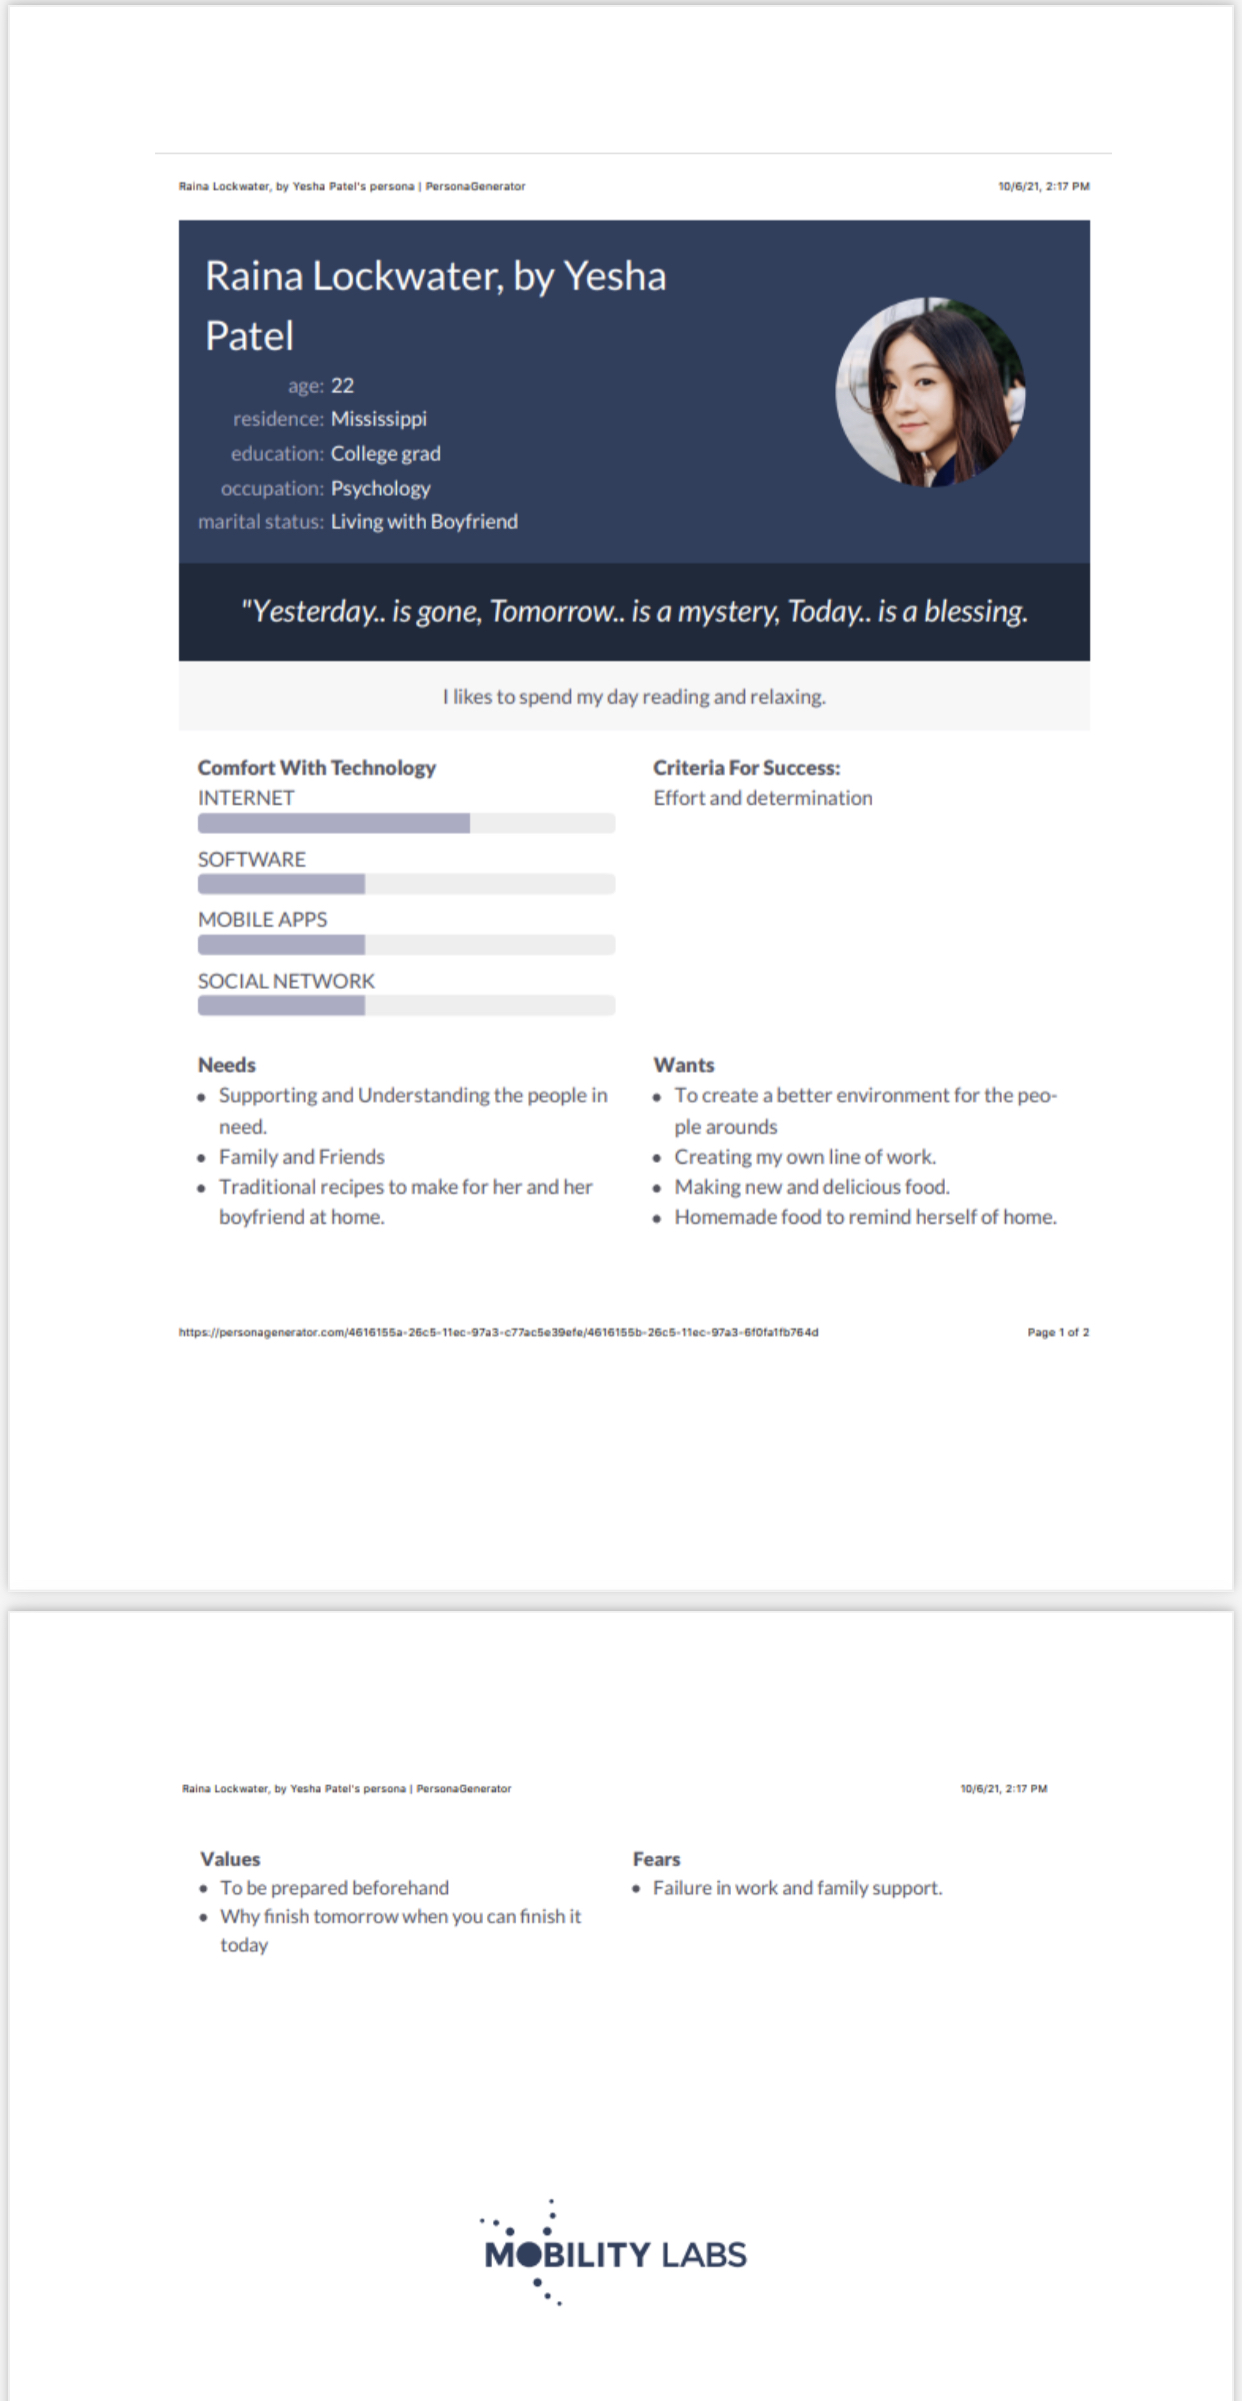 Raina Lockwater, by Yesha Patel's persona | PersonaGenerator
10/6/21, 2:17 PM
Raina Lockwater, by Yesha
Patel
age: 22
residence: Mississippi
education: College grad
occupation: Psychology
marital status: Living with Boyfriend
"Yesterday.. is gone, Tomorrow.. is a mystery, Today.. is a blessing.
I likes to spend my day reading and relaxing.
Comfort With Technology
INTERNET
SOFTWARE
MOBILE APPS
SOCIAL NETWORK
Criteria For Success:
Effort and determination
Needs
• Supporting and Understanding the people in
need.
• Family and Friends
• Traditional recipes to make for her and her
boyfriend at home.
Wants
• To create a better environment for the peo-
ple arounds
• Creating my own line of work.
• Making new and delicious food.
• Homemade food to remind herself of home.
https://personagenerator.com/4616155a-26c5-11ec-97a3-c77ac5e39efe/4616155b-26c5-11ec-97a3-6f0fa1fb764d
Page 1 of 2
Raina Lockwater, by Yesha Patel's persona | PersonaGenerator
10/6/21, 2:17 PM
Values
• To be prepared beforehand
• Why finish tomorrow when you can finish it
today
Fears
• Failure in work and family support.
MOBILITY LABS